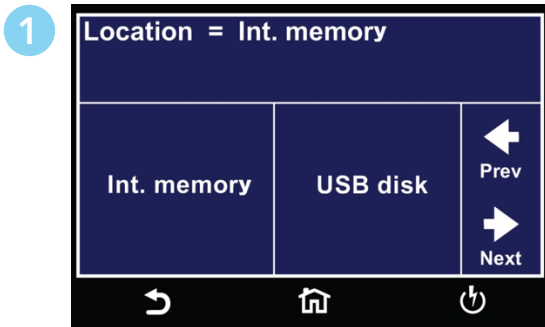 1
Location = Int. memory
Int. memory
USB disk
Prev
Next